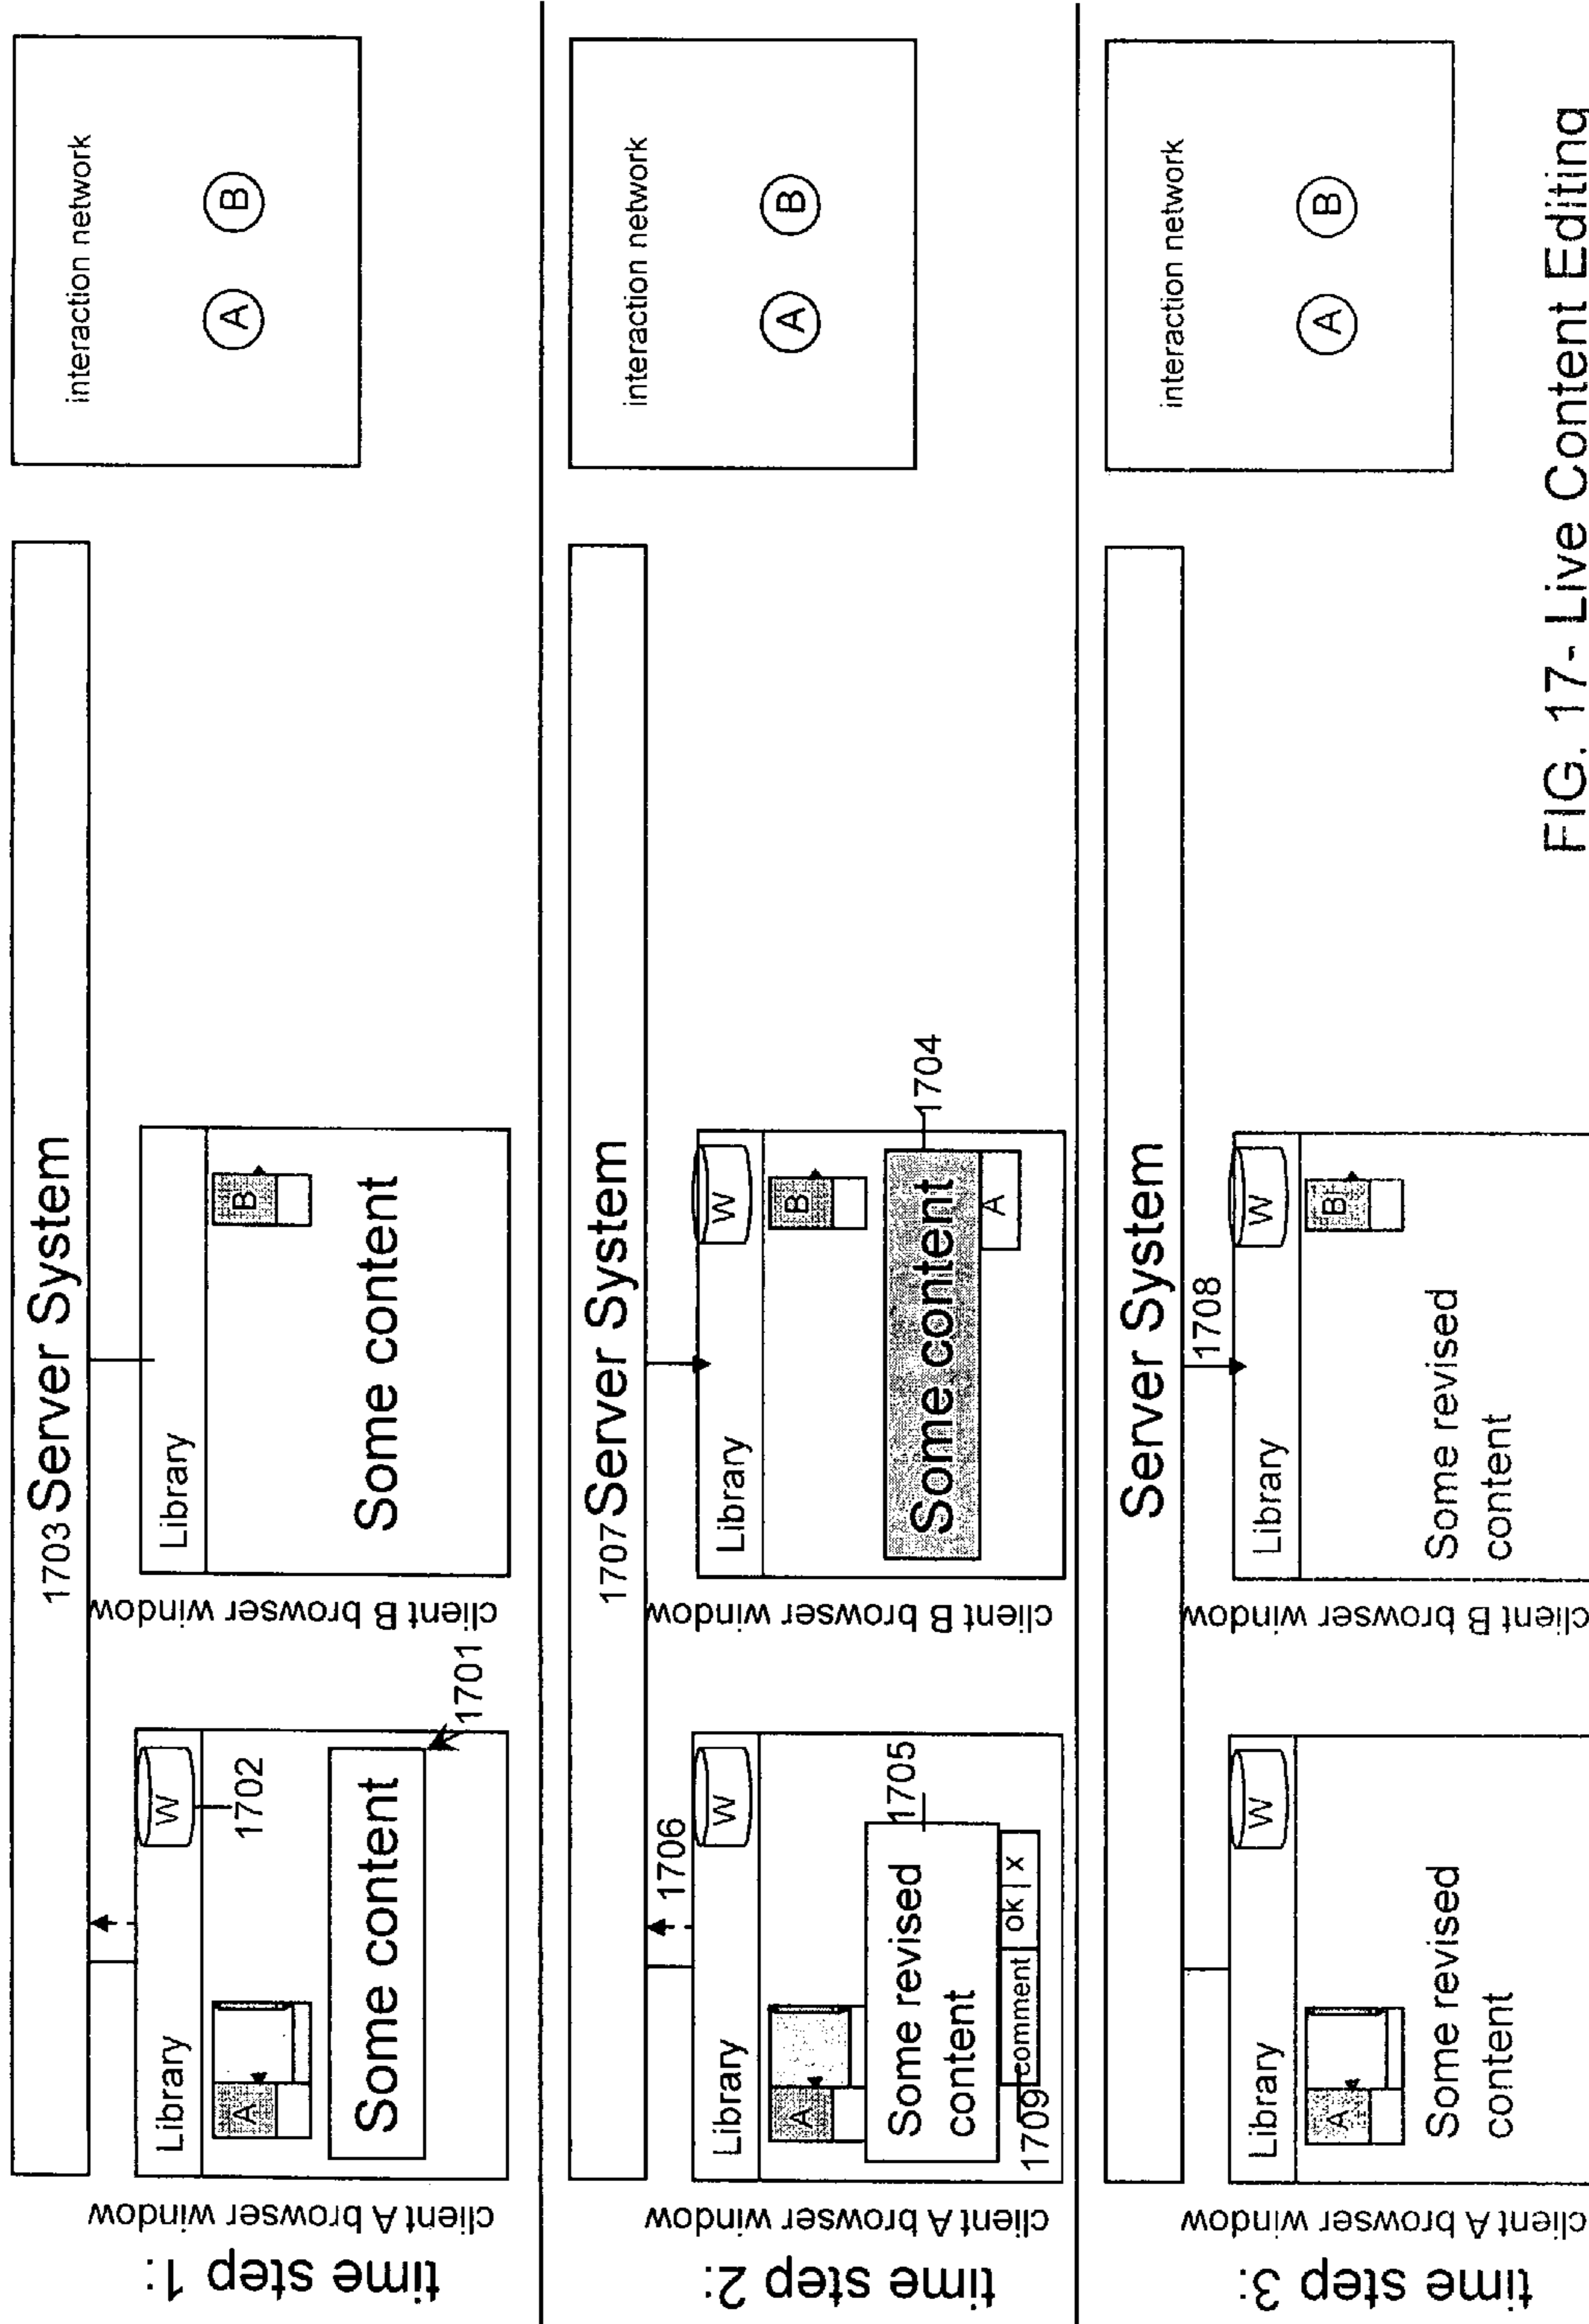 time step 1:
client A browser window
1703 Server System
Library
W
1702
A
Some content
1701
client B browser window
Library
B
Some content
interaction network
A
B
time step 2:
client A browser window
1707 Server System
1706
Library
W
A
Some revised
content
1705
comment
ok
x
1709
client B browser window
Library
W
B
Some content
A
1704
interaction network
A
B
time step 3:
client A browser window
Server System
Library
W
A
Some revised
content
client B browser window
1708
Library
W
B
Some revised
content
interaction network
A
B
FIG. 17- Live Content Editing